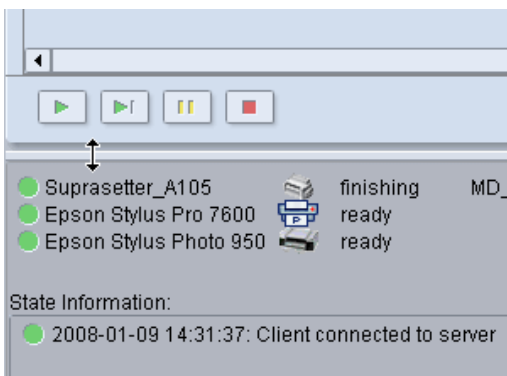 Suprasetter_A105 finishing MD_
Epson Stylus Pro 7600 P ready
Epson Stylus Photo 950 ready
State Information:
2008-01-09 14:31:37: Client connected to server